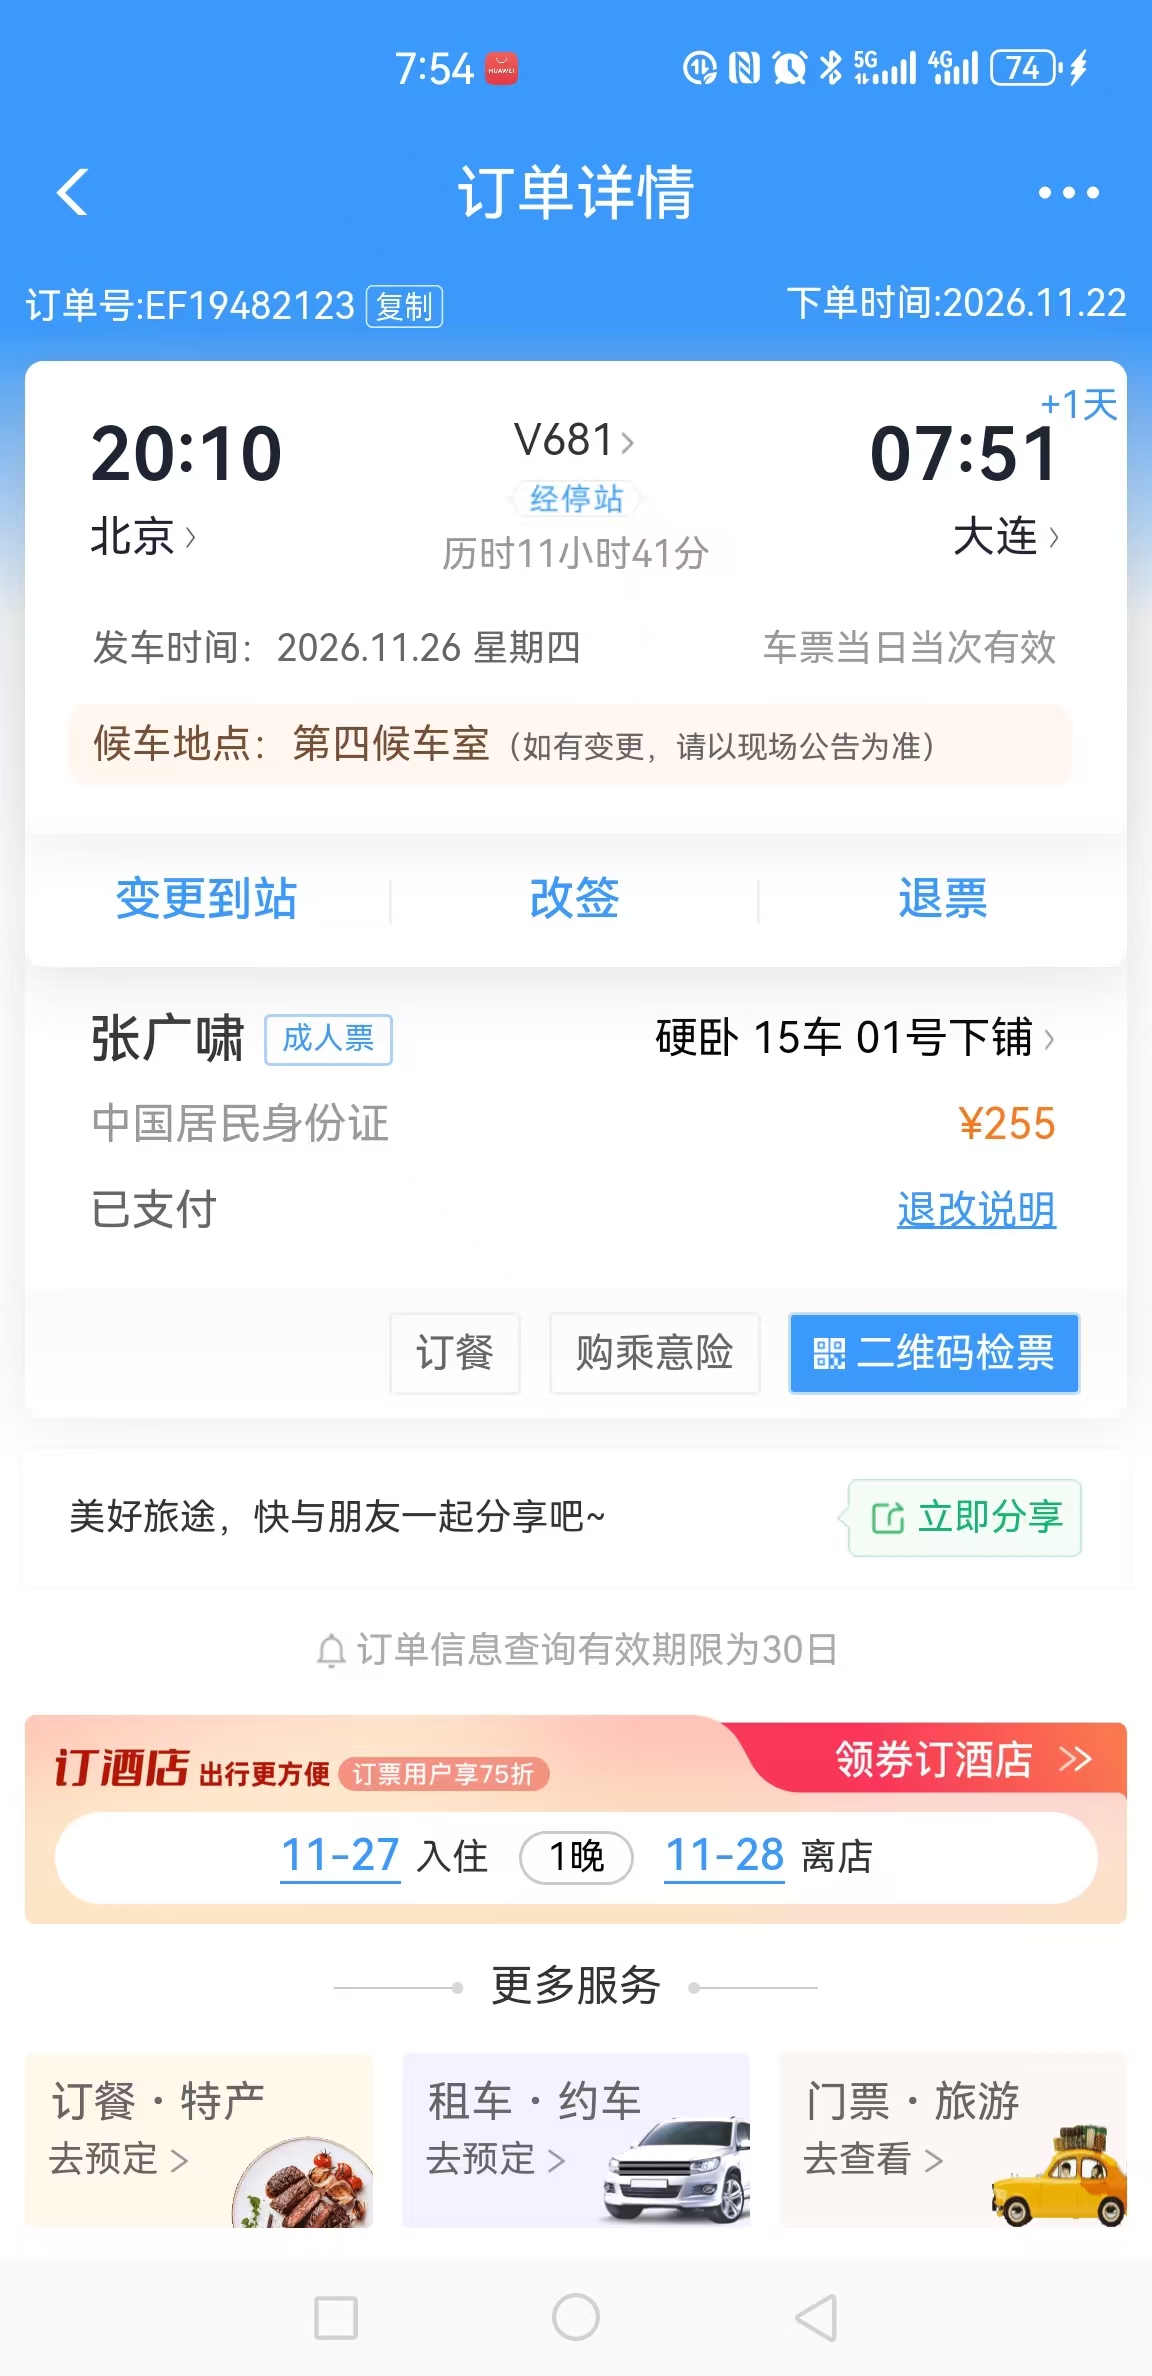 7:54
HUAWEI
5G
4G
74
订单详情
订单号:EF19482123 复制
下单时间:2026.11.22
+1天
20:10
V681
07:51
经停站
北京
历时11小时41分
大连
发车时间：2026.11.26 星期四
车票当日当次有效
候车地点：第四候车室（如有变更，请以现场公告为准）
变更到站 改签 退票
张广啸 成人票
硬卧 15车 01号下铺
中国居民身份证
¥255
已支付
退改说明
订餐 购乘意险 二维码检票
美好旅途，快与朋友一起分享吧~
立即分享
订单信息查询有效期限为30日
订酒店 出行更方便 订票用户享75折
领券订酒店
11-27 入住 1晚 11-28 离店
更多服务
订餐·特产
去预定
租车·约车
去预定
门票·旅游
去查看